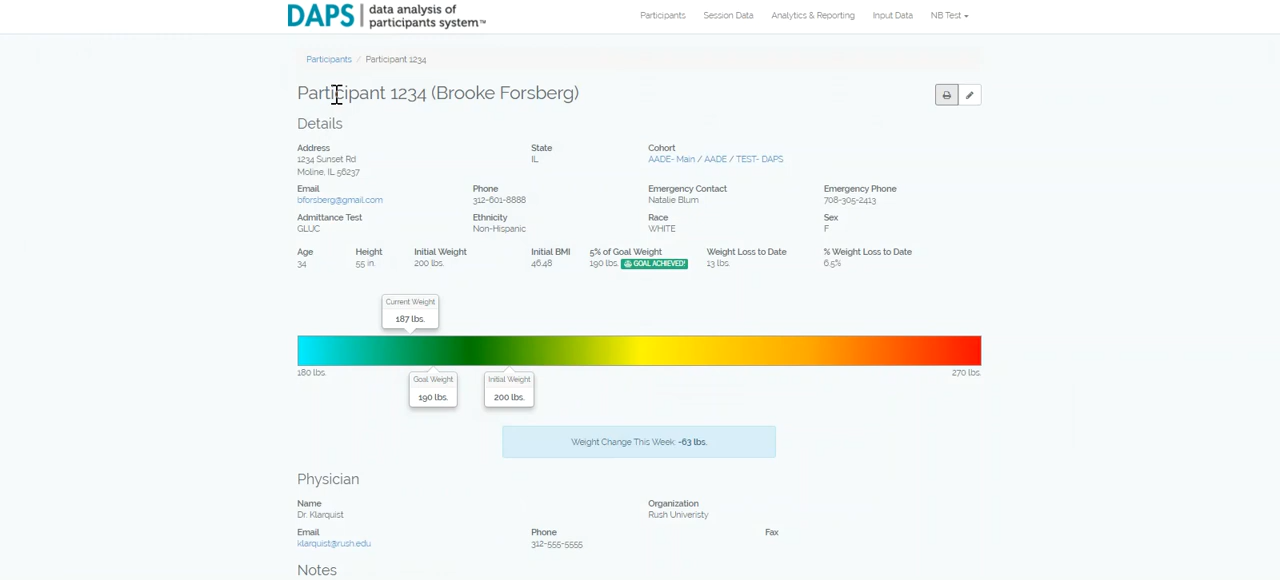 DAPS | data analysis of
participants system™
Participants Session Data Analytics & Reporting Input Data NB Test
Participants / Participant 1234
Participant 1234 (Brooke Forsberg)
Details
Address State Cohort
1234 Sunset Rd IL AADE- Main / AADE / TEST- DAPS
Moline, IL 56237
Email Phone Emergency Contact Emergency Phone
bforsberg@gmail.com 312-601-8888 Natalie Blum 708-305-2413
Admittance Test Ethnicity Race Sex
GLUC Non-Hispanic WHITE F
Age Height Initial Weight Initial BMI 5% of Goal Weight Weight Loss to Date % Weight Loss to Date
34 55 in. 200 lbs. 46.48 190 lbs. GOAL ACHIEVED! 13 lbs. 6.5%
Current Weight
187 lbs.
180 lbs. 270 lbs.
Goal Weight Initial Weight
190 lbs. 200 lbs.
Weight Change This Week: -63 lbs.
Physician
Name Organization
Dr. Klarquist Rush Univeristy
Email Phone Fax
klarquist@rush.edu 312-555-5555
Notes